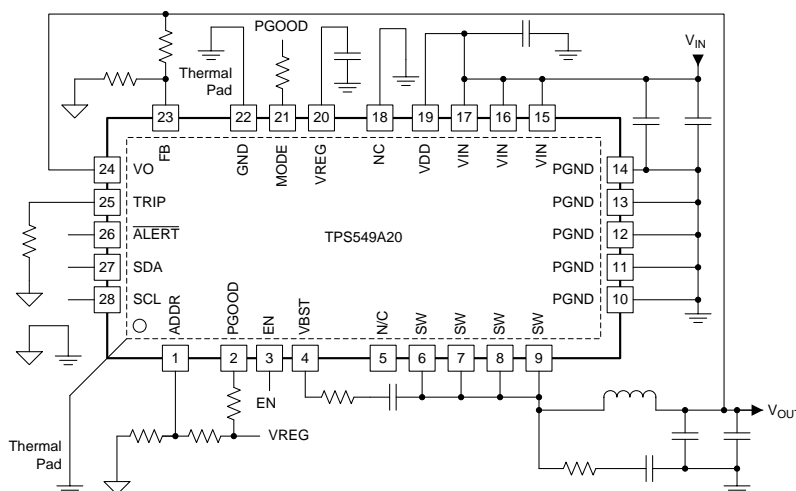 PGOOD
Thermal
Pad
V_IN
23
22
21
20
18
19
17
16
15
FB
GND
MODE
VREG
NC
VDD
VIN
VIN
VIN
24 VO
25 TRIP
26 ALERT
27 SDA
28 SCL
TPS549A20
PGND 14
PGND 13
PGND 12
PGND 11
PGND 10
ADDR
PGOOD
EN
VBST
N/C
SW
SW
SW
SW
1
2
3
4
5
6
7
8
9
EN
VREG
V_OUT
Thermal
Pad